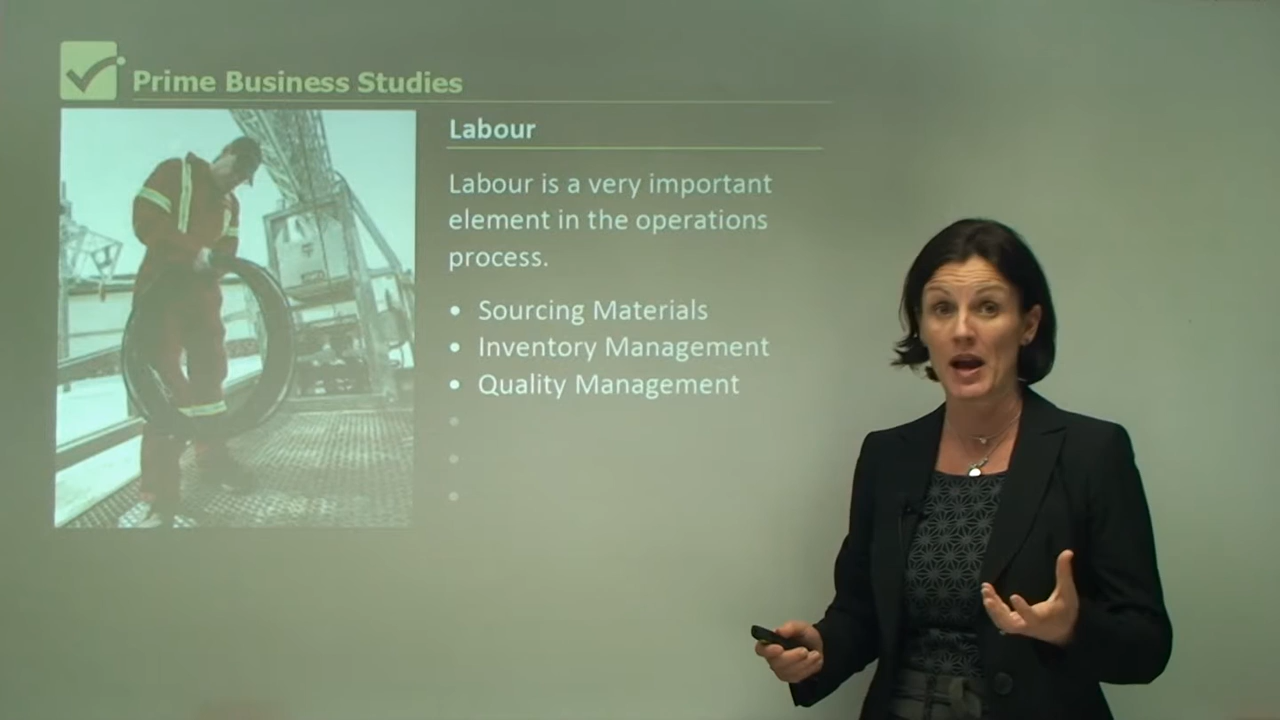 Prime Business Studies
Labour
Labour is a very important
element in the operations
process.
• Sourcing Materials
• Inventory Management
• Quality Management